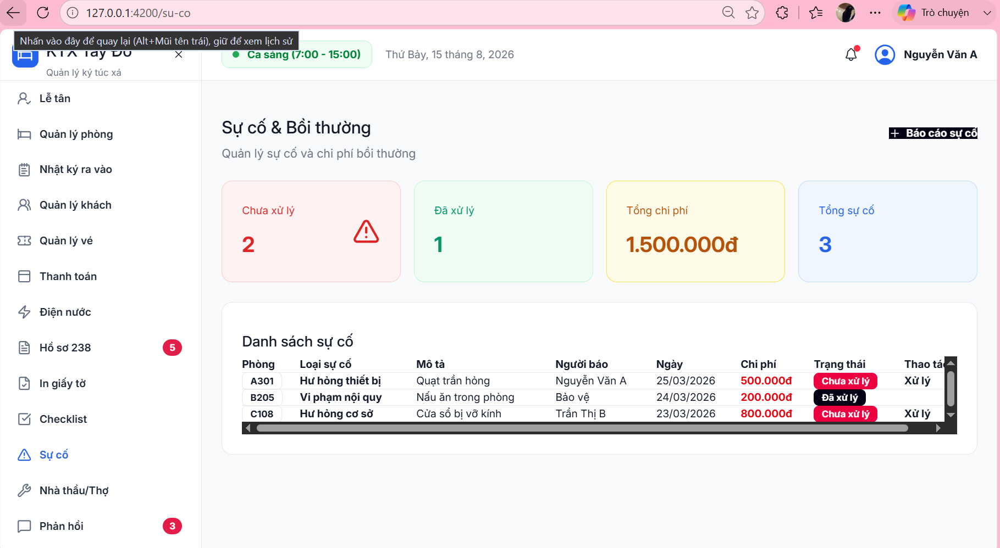 127.0.0.1:4200/su-co
Trò chuyện
Nhấn vào đây để quay lại (Alt+Mũi tên trái), giữ để xem lịch sử
KTX Tây Đô
Quản lý ký túc xá
Ca sáng (7:00 - 15:00)
Thứ Bảy, 15 tháng 8, 2026
Nguyễn Văn A
Lễ tân
Quản lý phòng
Nhật ký ra vào
Quản lý khách
Quản lý vé
Thanh toán
Điện nước
Hồ sơ 238
5
In giấy tờ
Checklist
Sự cố
Nhà thầu/Thợ
Phản hồi
3
Sự cố & Bồi thường
Quản lý sự cố và chi phí bồi thường
Báo cáo sự cố
Chưa xử lý
2
Đã xử lý
1
Tổng chi phí
1.500.000đ
Tổng sự cố
3
Danh sách sự cố
Phòng Loại sự cố Mô tả Người báo Ngày Chi phí Trạng thái Thao tác
A301 Hư hỏng thiết bị Quạt trần hỏng Nguyễn Văn A 25/03/2026 500.000đ Chưa xử lý Xử lý
B205 Vi phạm nội quy Nấu ăn trong phòng Bảo vệ 24/03/2026 200.000đ Đã xử lý
C108 Hư hỏng cơ sở Cửa sổ bị vỡ kính Trần Thị B 23/03/2026 800.000đ Chưa xử lý Xử lý